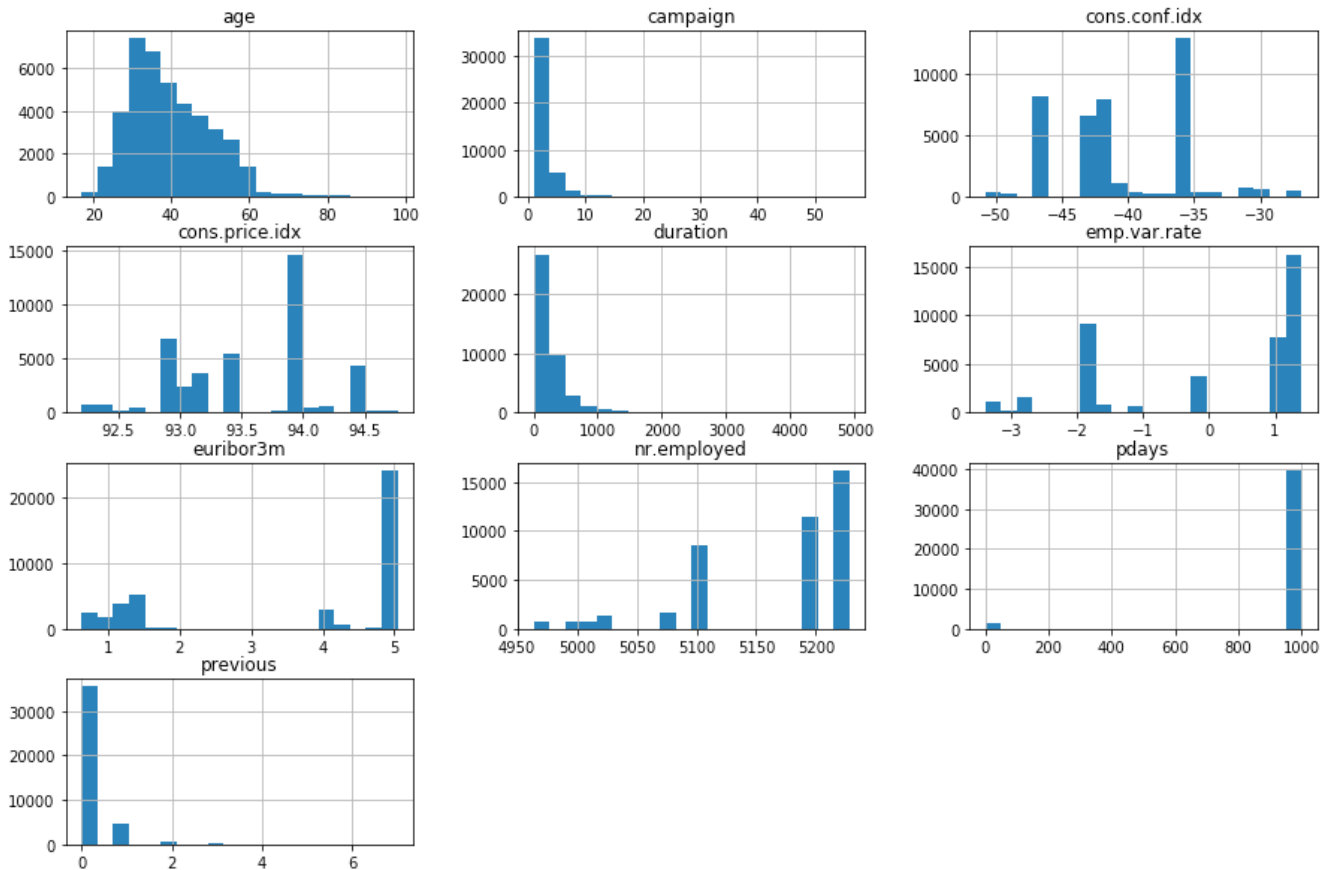 age
6000
4000
2000
0
20 40 60 80 100
campaign
30000
20000
10000
0
0 10 20 30 40 50
cons.conf.idx
10000
5000
0
−50 −45 −40 −35 −30
cons.price.idx
15000
10000
5000
0
92.5 93.0 93.5 94.0 94.5
duration
20000
10000
0
0 1000 2000 3000 4000 5000
emp.var.rate
15000
10000
5000
0
−3 −2 −1 0 1
euribor3m
20000
10000
0
1 2 3 4 5
nr.employed
15000
10000
5000
0
4950 5000 5050 5100 5150 5200
pdays
40000
30000
20000
10000
0
0 200 400 600 800 1000
previous
30000
20000
10000
0
0 2 4 6